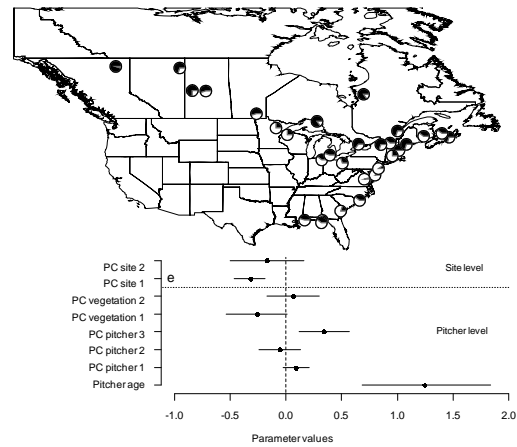 PC site 2
Site level
PC site 1
e
PC vegetation 2
PC vegetation 1
PC pitcher 3
Pitcher level
PC pitcher 2
PC pitcher 1
Pitcher age
-1.0 -0.5 0.0 0.5 1.0 1.5 2.0
Parameter values